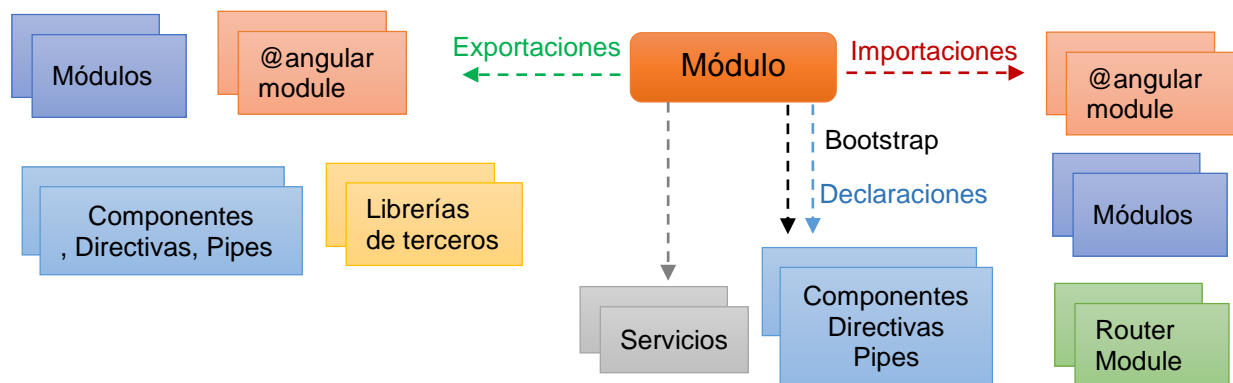 Exportaciones
Módulo
Importaciones
Módulos
@angular
module
@angular
module
Bootstrap
Declaraciones
Componentes
, Directivas, Pipes
Librerías
de terceros
Módulos
Servicios
Componentes
Directivas
Pipes
Router
Module